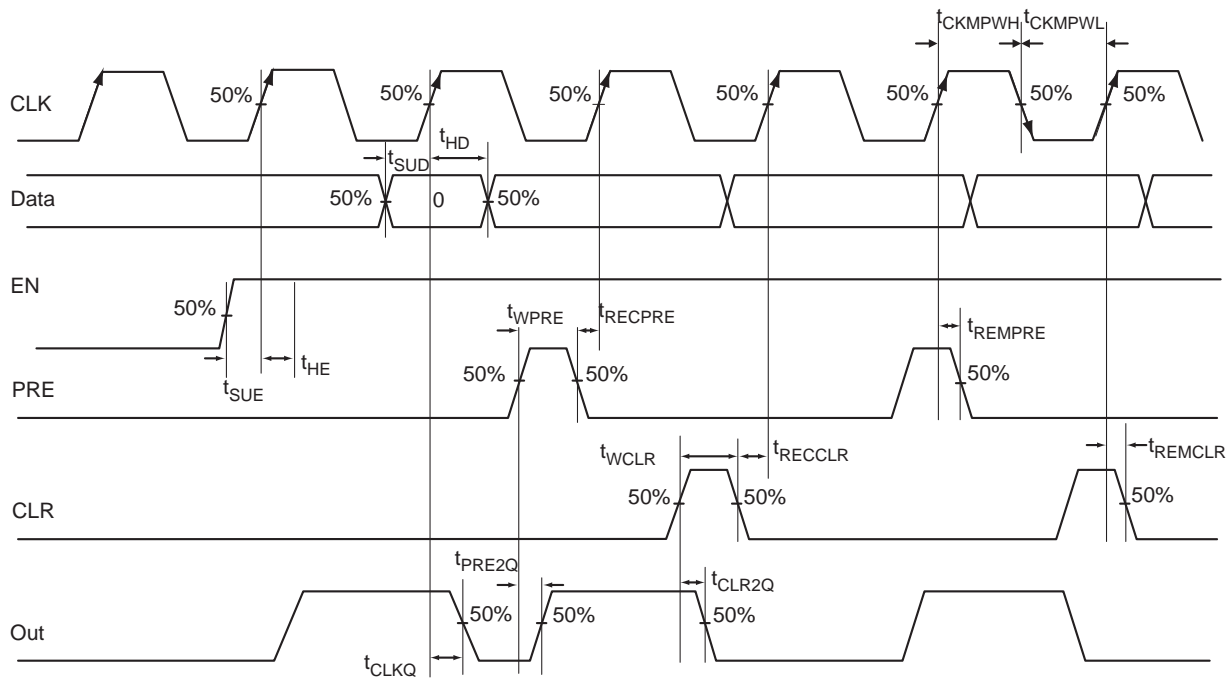 tCKMPWH tCKMPWL
CLK 50% 50% 50% 50% 50% 50% 50%
tSUD tHD
Data 50% 0 50%
EN
50% tWPRE tRECPRE tREMPRE
tHE
tSUE
PRE 50% 50% 50%
tWCLR tRECCLR tREMCLR
CLR 50% 50% 50%
tPRE2Q tCLR2Q
Out 50% 50% 50%
tCLKQ